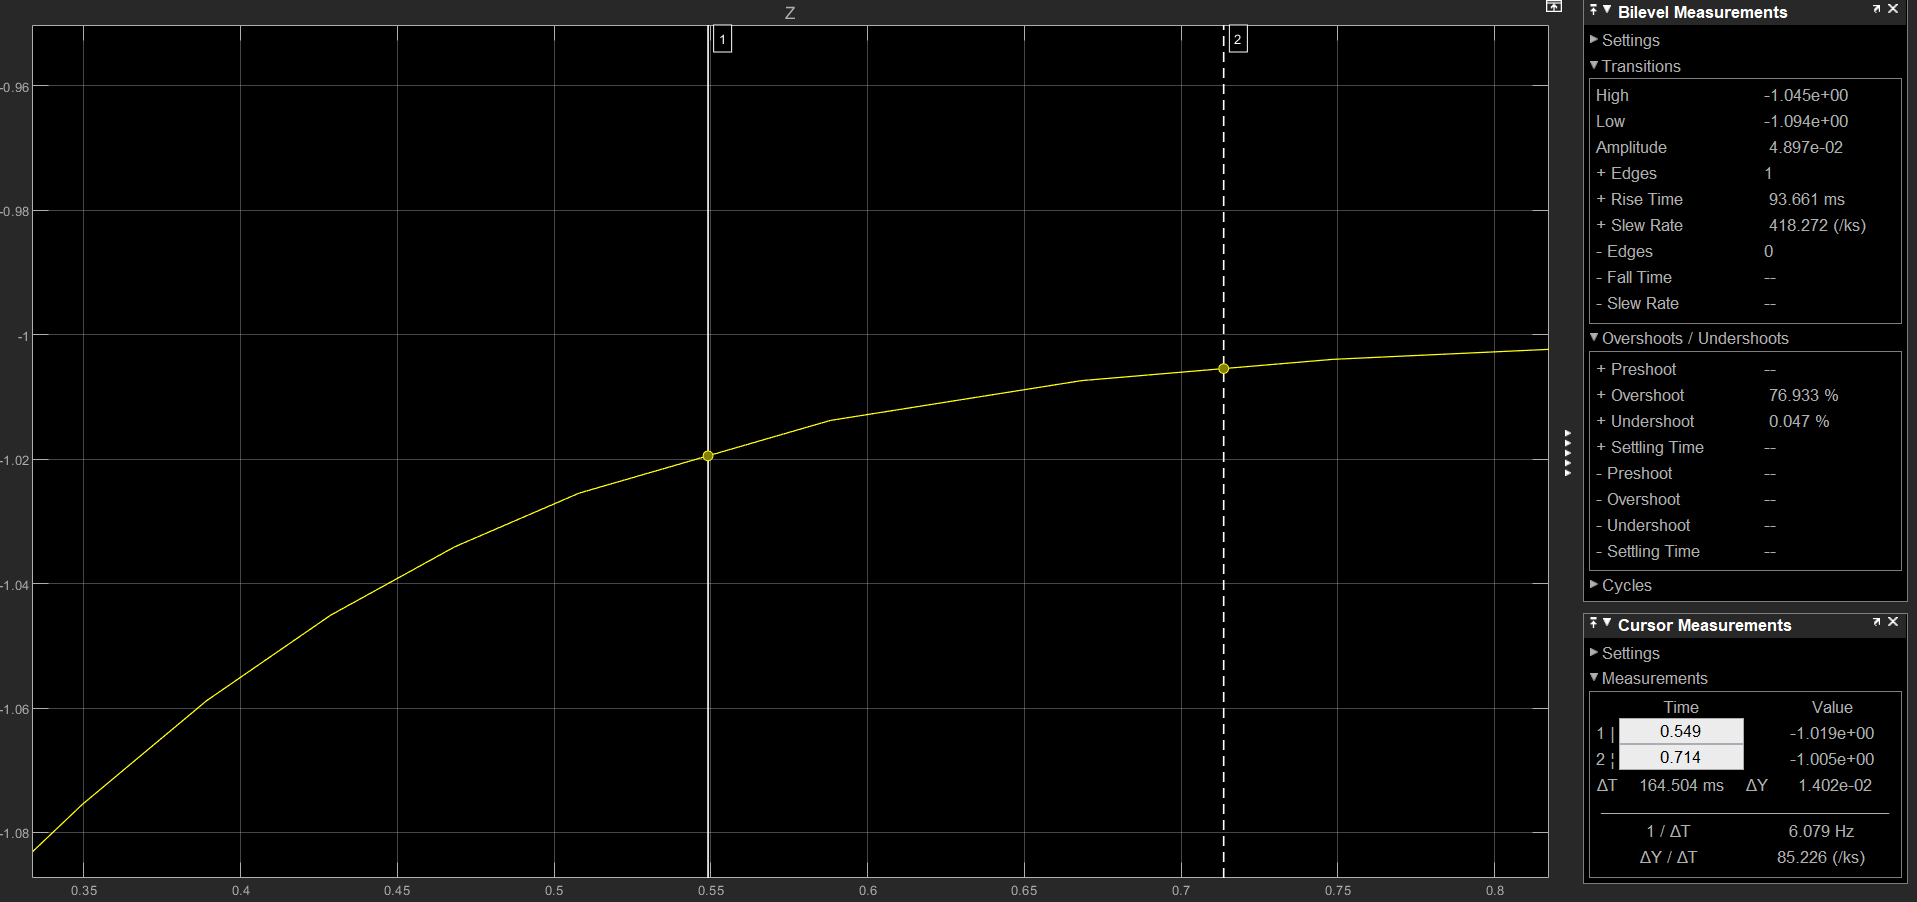 Z
1
2
-0.96
-0.98
-1
-1.02
-1.04
-1.06
-1.08
0.35 0.4 0.45 0.5 0.55 0.6 0.65 0.7 0.75 0.8
Bilevel Measurements
Settings
Transitions
High -1.045e+00
Low -1.094e+00
Amplitude 4.897e-02
+ Edges 1
+ Rise Time 93.661 ms
+ Slew Rate 418.272 (/ks)
- Edges 0
- Fall Time --
- Slew Rate --
Overshoots / Undershoots
+ Preshoot --
+ Overshoot 76.933 %
+ Undershoot 0.047 %
+ Settling Time --
- Preshoot --
- Overshoot --
- Undershoot --
- Settling Time --
Cycles
Cursor Measurements
Settings
Measurements
Time Value
1 | 0.549 -1.019e+00
2 ¦ 0.714 -1.005e+00
ΔT 164.504 ms ΔY 1.402e-02
1 / ΔT 6.079 Hz
ΔY / ΔT 85.226 (/ks)